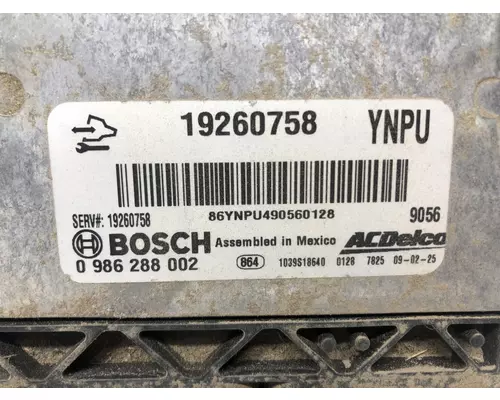 19260758 YNPU
86YNPU490560128
SERV#: 19260758 9056
BOSCH Assembled in Mexico ACDelco
0 986 288 002 864 1039S18640 0128 7825 09-02-25